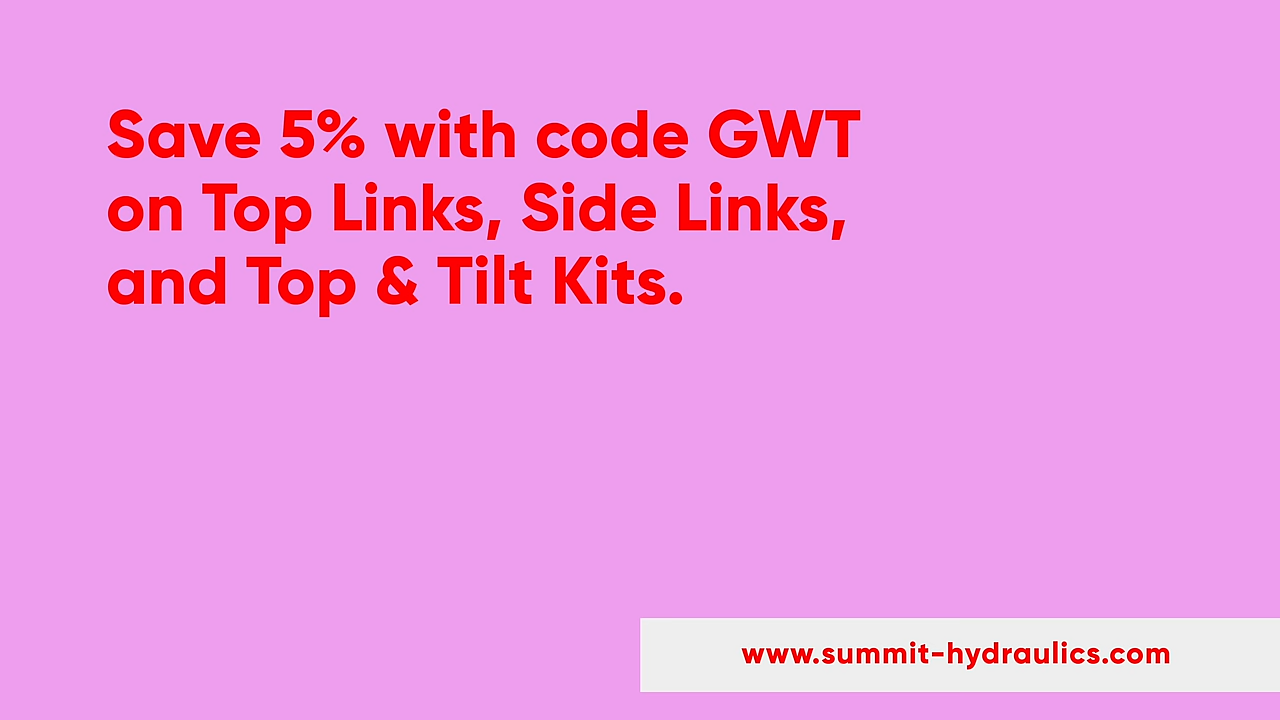 Save 5% with code GWT
on Top Links, Side Links,
and Top & Tilt Kits.
www.summit-hydraulics.com